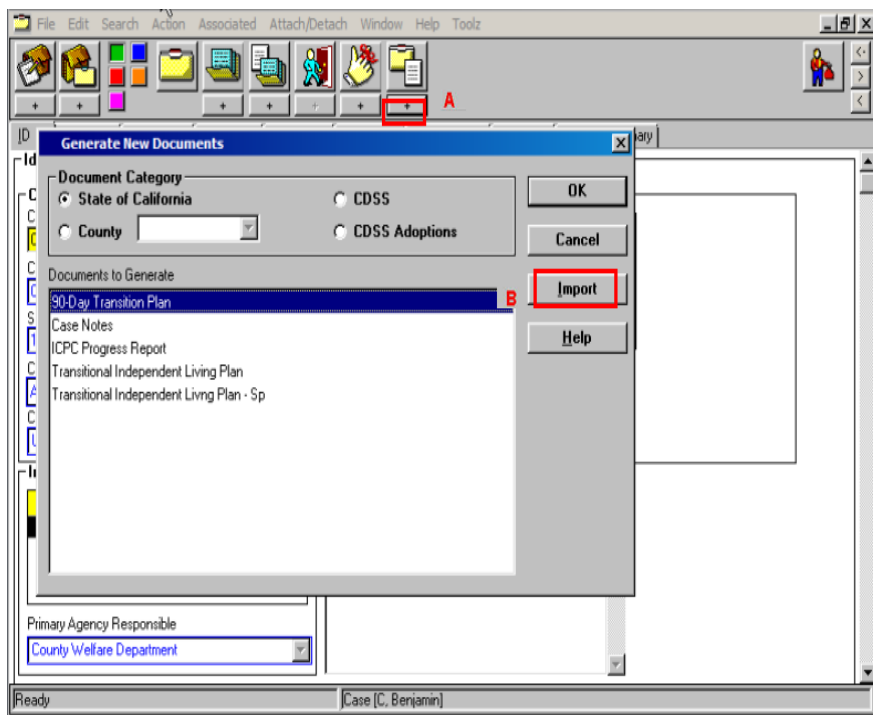 File Edit Search Action Associated Attach/Detach Window Help Toolz
+ + + + + + +
A
ID
Generate New Documents
Document Category
State of California
CDSS
County
CDSS Adoptions
OK
Cancel
Import
Help
Documents to Generate
90-Day Transition Plan
B
Case Notes
ICPC Progress Report
Transitional Independent Living Plan
Transitional Independent Livng Plan - Sp
Primary Agency Responsible
County Welfare Department
Ready
Case [C, Benjamin]